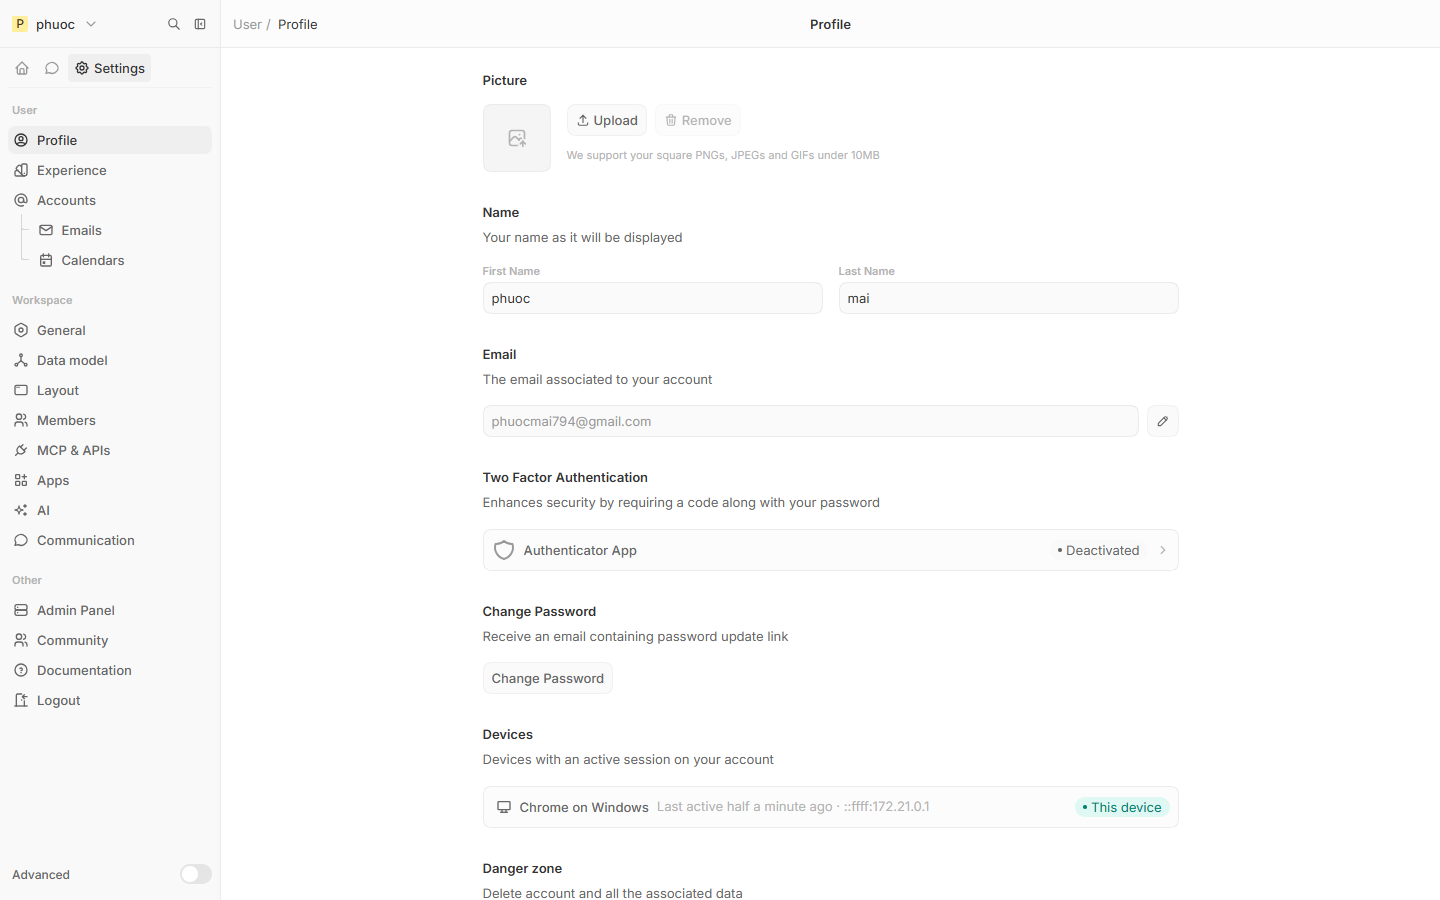 P phuoc
User / Profile
Profile
Settings
User
Profile
Experience
Accounts
Emails
Calendars
Workspace
General
Data model
Layout
Members
MCP & APIs
Apps
AI
Communication
Other
Admin Panel
Community
Documentation
Logout
Advanced
Picture
Upload
Remove
We support your square PNGs, JPEGs and GIFs under 10MB
Name
Your name as it will be displayed
First Name
Last Name
phuoc
mai
Email
The email associated to your account
phuocmai794@gmail.com
Two Factor Authentication
Enhances security by requiring a code along with your password
Authenticator App
Deactivated
Change Password
Receive an email containing password update link
Change Password
Devices
Devices with an active session on your account
Chrome on Windows Last active half a minute ago · ::ffff:172.21.0.1
This device
Danger zone
Delete account and all the associated data